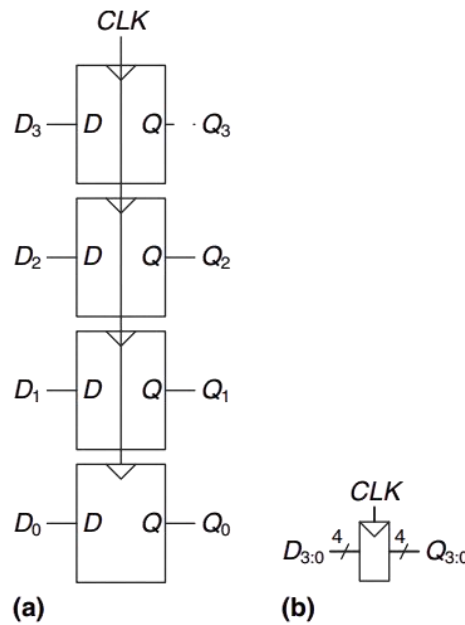 CLK
D₃ D Q Q₃
D₂ D Q Q₂
D₁ D Q Q₁
D₀ D Q Q₀
(a)
CLK
D₃:₀ 4 4 Q₃:₀
(b)